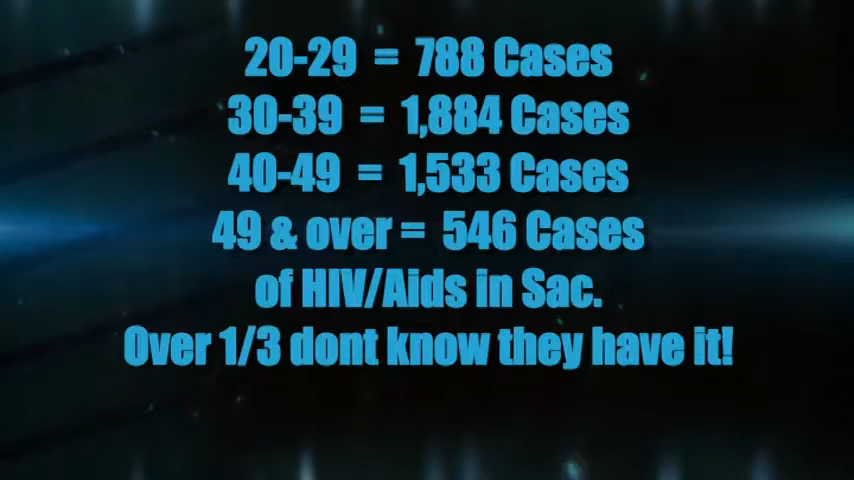 20-29 = 788 Cases
30-39 = 1,884 Cases
40-49 = 1,533 Cases
49 & over = 546 Cases
of HIV/Aids in Sac.
Over 1/3 dont know they have it!